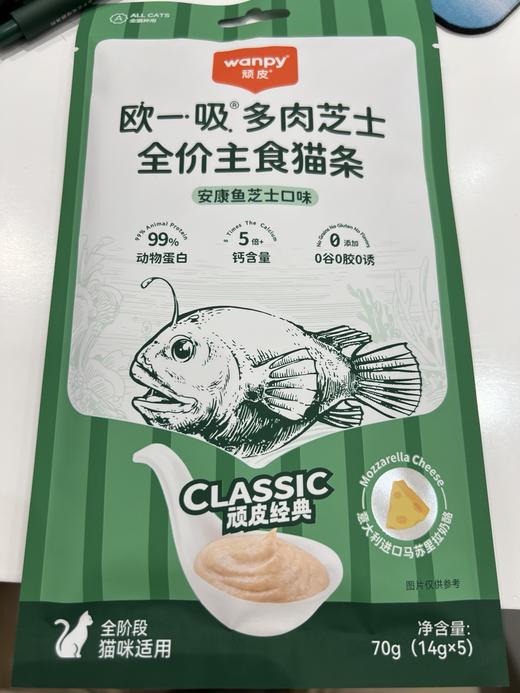 A ALL CATS
全猫种用
wanpy®
顽皮®
欧一·吸®多肉芝士
全价主食猫条
安康鱼芝士口味
99% Animal Protein
99%
动物蛋白
5 Times The Calcium
5倍+
钙含量
No Grains No Gluten No Flavors
0添加
0谷0胶0诱
CLASSIC
顽皮经典
Mozzarella Cheese
意大利进口马苏里拉奶酪
图片仅供参考
全阶段
猫咪适用
净含量:
70g（14g×5）